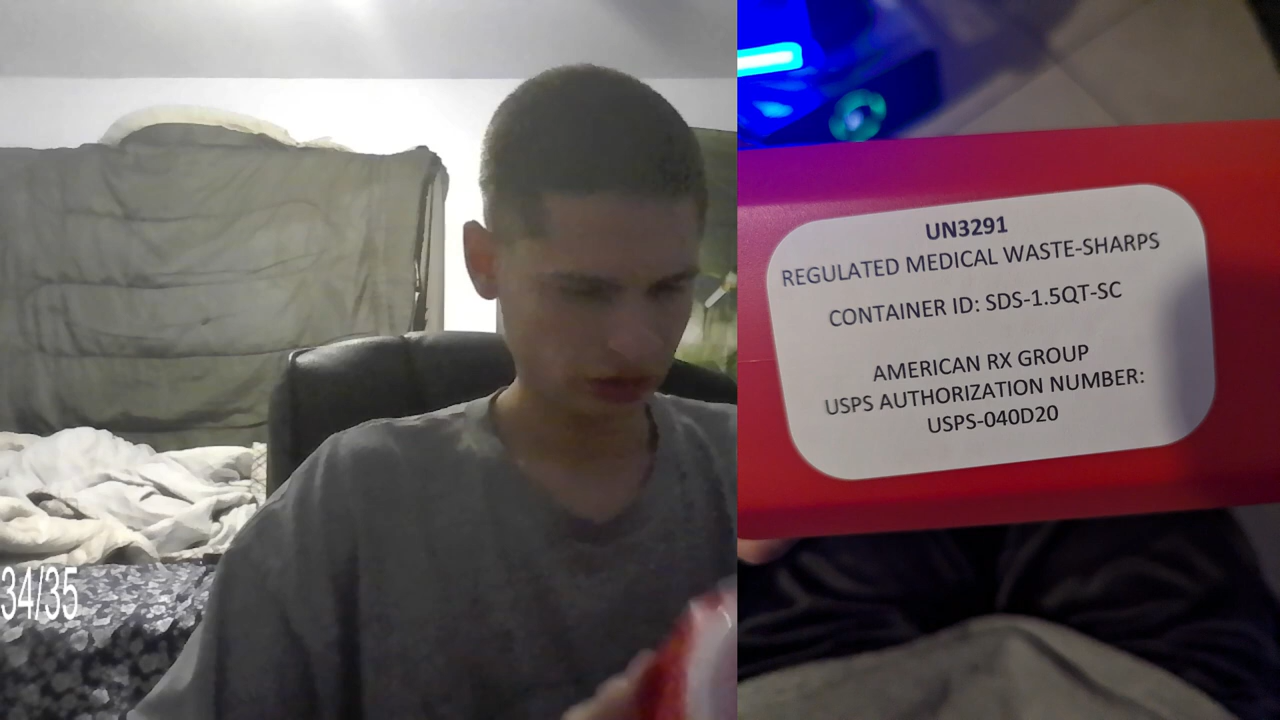 34/35
UN3291
REGULATED MEDICAL WASTE-SHARPS
CONTAINER ID: SDS-1.5QT-SC
AMERICAN RX GROUP
USPS AUTHORIZATION NUMBER:
USPS-040D20